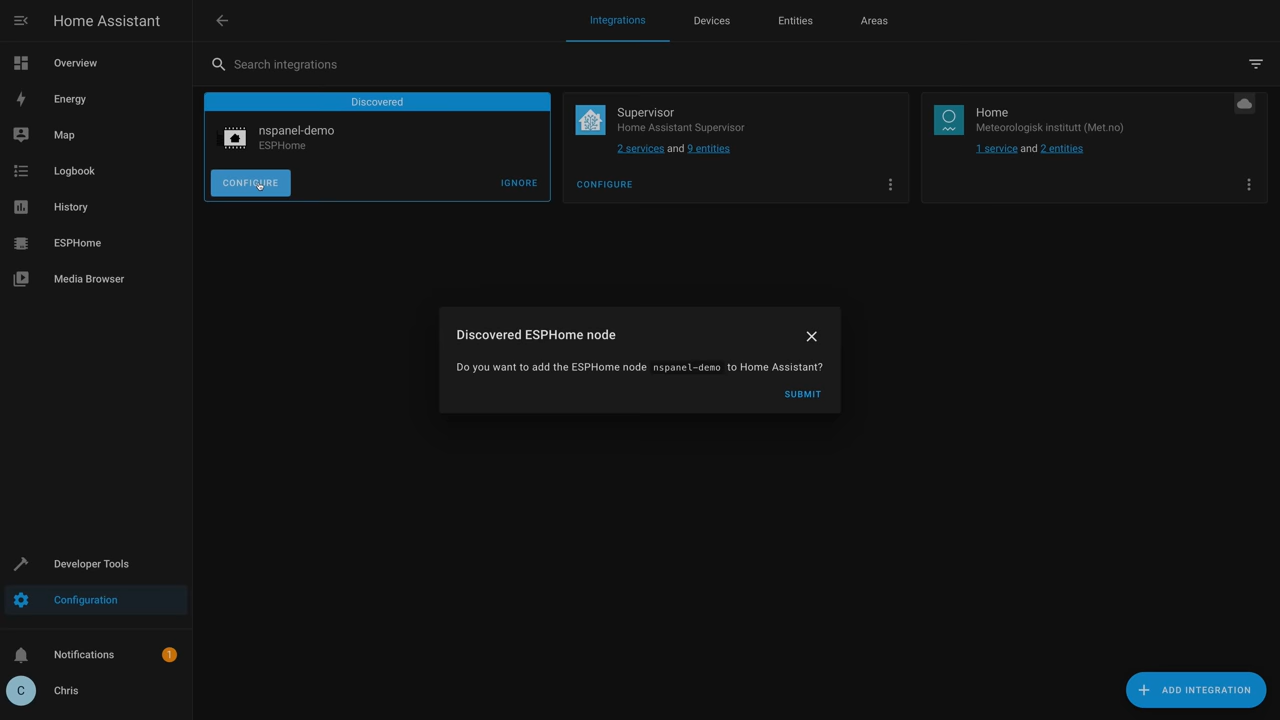 Home Assistant
Overview
Energy
Map
Logbook
History
ESPHome
Media Browser
Developer Tools
Configuration
Notifications 1
C Chris
Integrations Devices Entities Areas
Search integrations
Discovered
nspanel-demo
ESPHome
CONFIGURE IGNORE
Supervisor
Home Assistant Supervisor
2 services and 9 entities
CONFIGURE
Home
Meteorologisk institutt (Met.no)
1 service and 2 entities
Discovered ESPHome node
Do you want to add the ESPHome node nspanel-demo to Home Assistant?
SUBMIT
ADD INTEGRATION